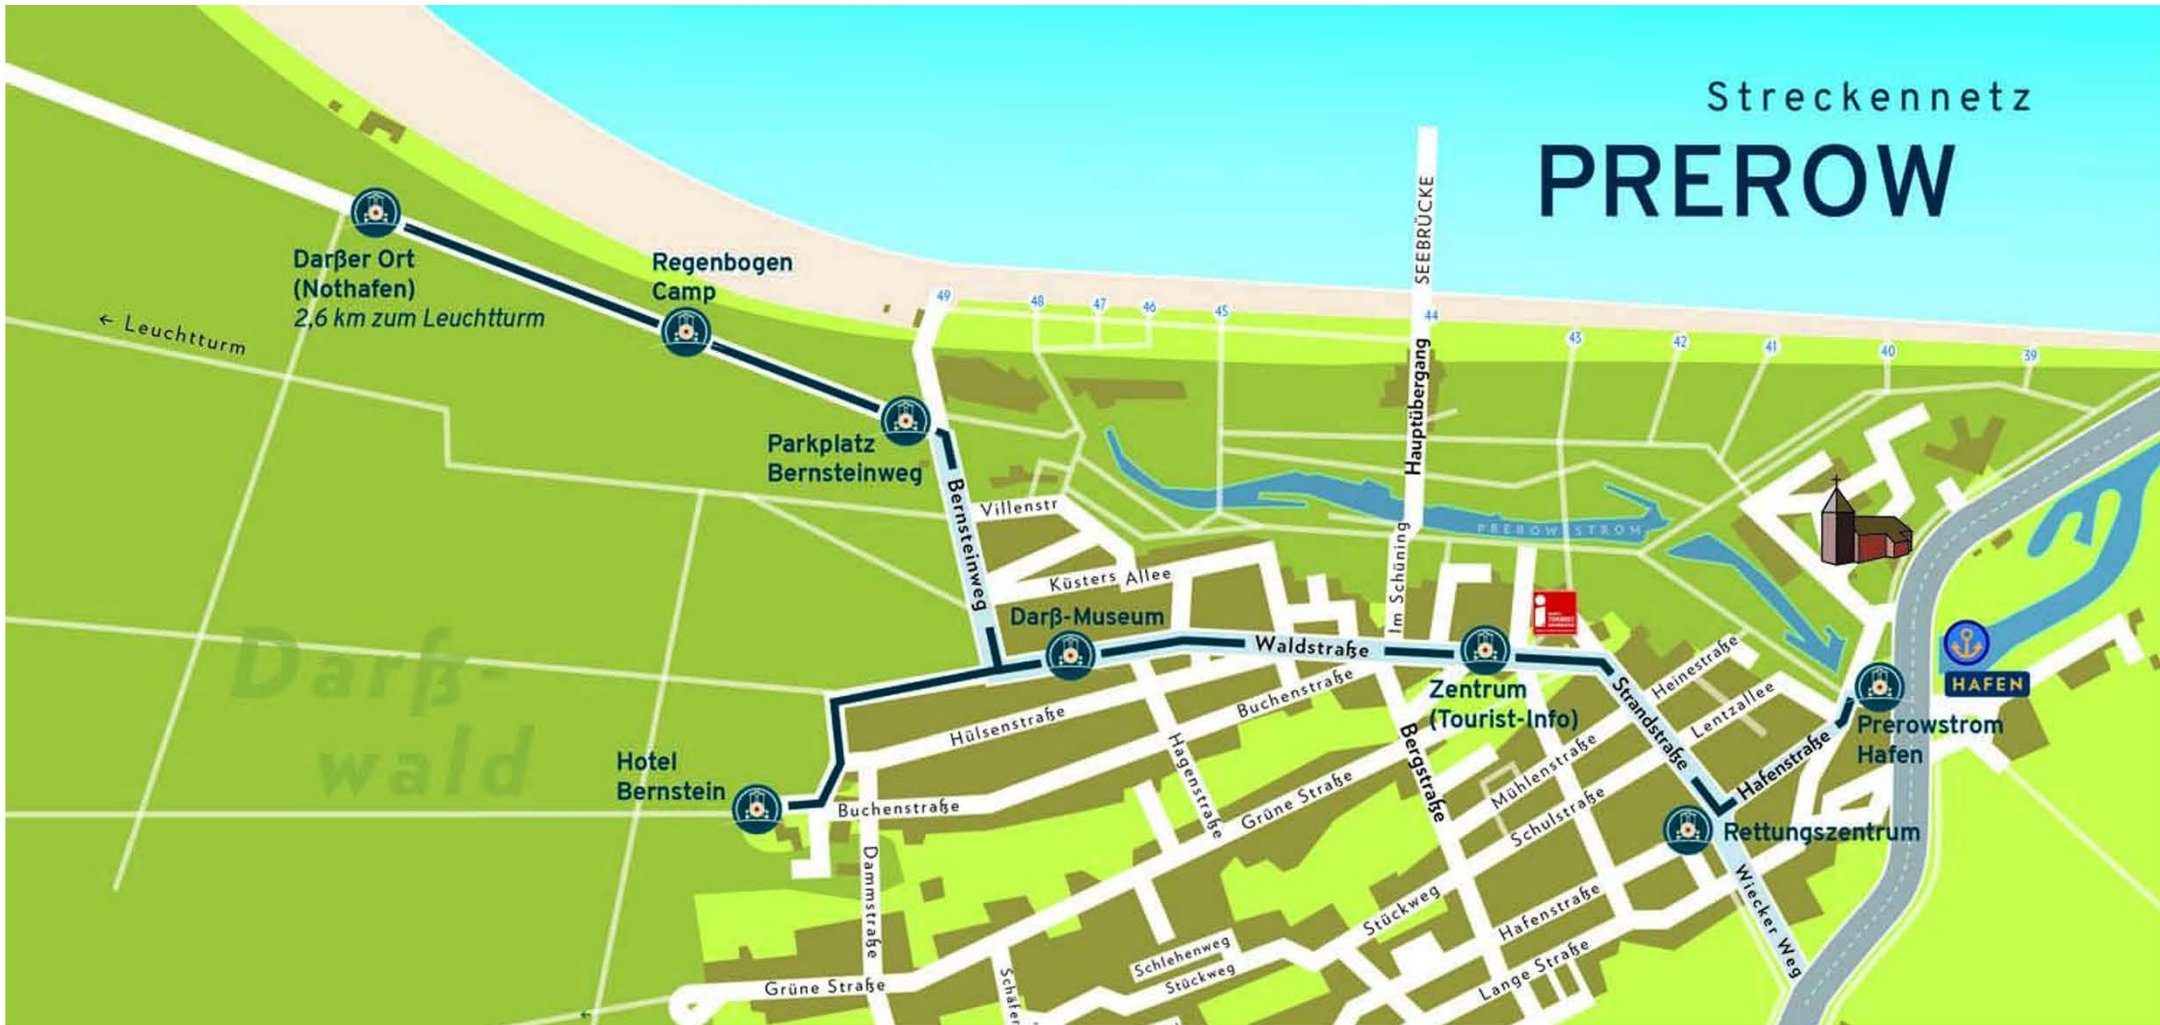 Streckennetz
PREROW
SEEBRÜCKE
Darßer Ort
(Nothafen)
2,6 km zum Leuchtturm
Regenbogen
Camp
← Leuchtturm
49
48
47
46
45
44
43
42
41
40
39
Hauptübergang
Parkplatz
Bernsteinweg
Bernsteinweg
Villenstr
PREROWSTROM
Küsters Allee
Im Schüning
Darß-Museum
Waldstraße
Zentrum
(Tourist-Info)
Heinestraße
Lentzallee
Strandstraße
HAFEN
Prerowstrom
Hafen
Hafenstraße
Darß-
wald
Hülsenstraße
Buchenstraße
Hagenstraße
Bergstraße
Grüne Straße
Mühlenstraße
Schulstraße
Hotel
Bernstein
Buchenstraße
Rettungszentrum
Dammstraße
Stückweg
Hafenstraße
Wiecker Weg
Schlehenweg
Stückweg
Lange Straße
Grüne Straße
Schäfer